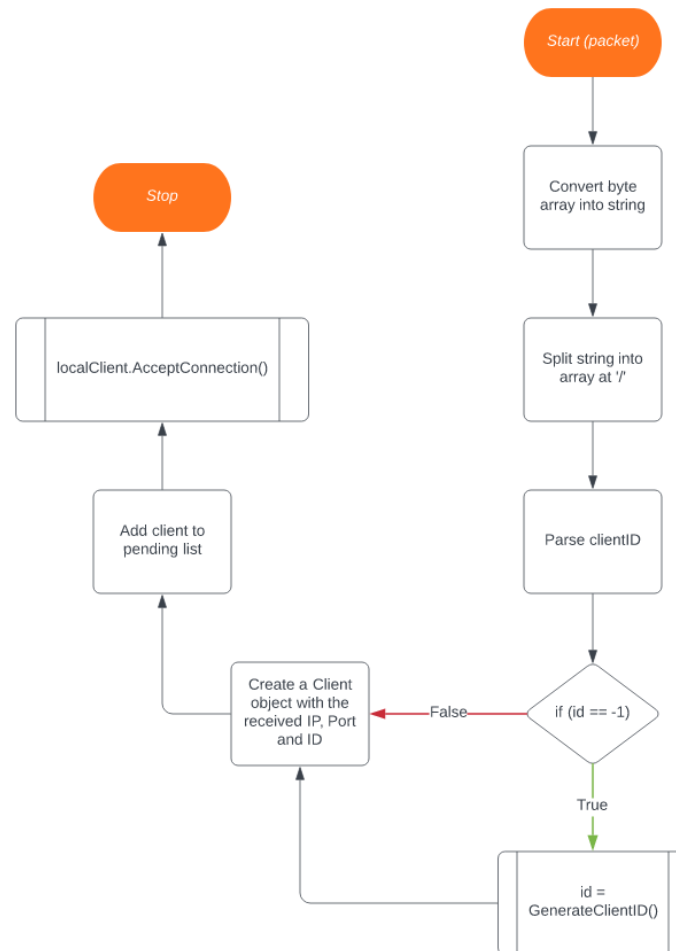 Start (packet)
Convert byte
array into string
Split string into
array at '/'
Parse clientID
if (id == -1)
True
id =
GenerateClientID()
False
Create a Client
object with the
received IP, Port
and ID
Add client to
pending list
localClient.AcceptConnection()
Stop